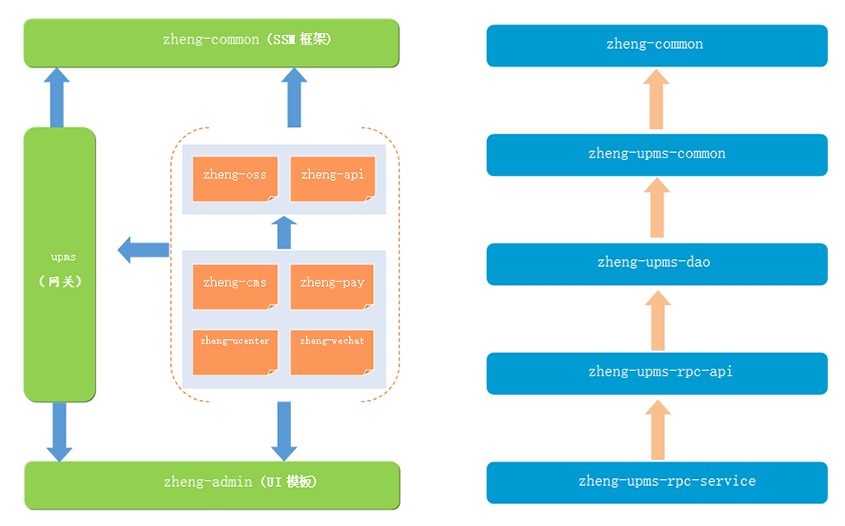 zheng-common (SSM 框架)
upms
(网关)
zheng-oss
zheng-api
zheng-cms
zheng-pay
zheng-ucenter
zheng-wechat
zheng-admin (UI 模板)
zheng-common
zheng-upms-common
zheng-upms-dao
zheng-upms-rpc-api
zheng-upms-rpc-service